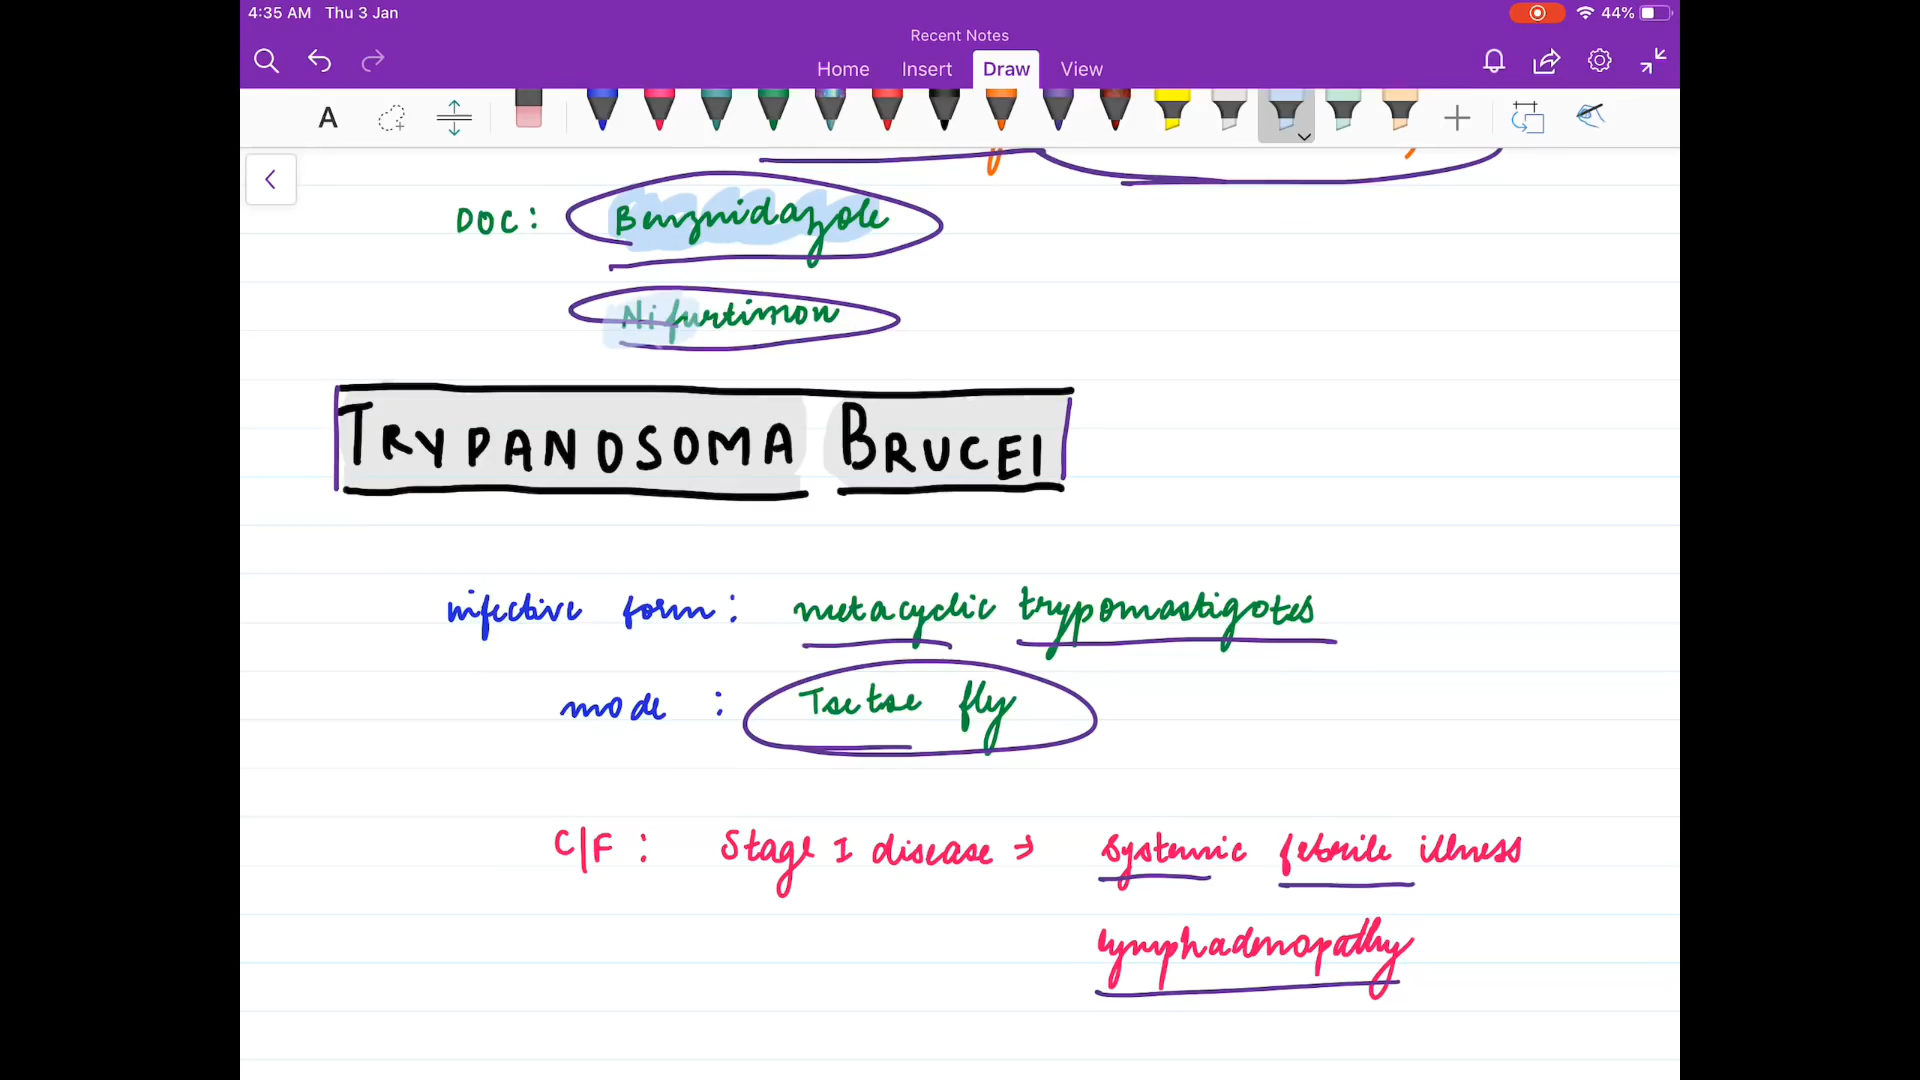 4:35 AM Thu 3 Jan 44%
Recent Notes
Home Insert Draw View
A
DOC: Benznidazole
Nifurtimox
TRYPANOSOMA BRUCEI
infective form: metacyclic trypomastigotes
mode : Tsetse fly
C/F : Stage I disease → systemic febrile illness
lymphadenopathy